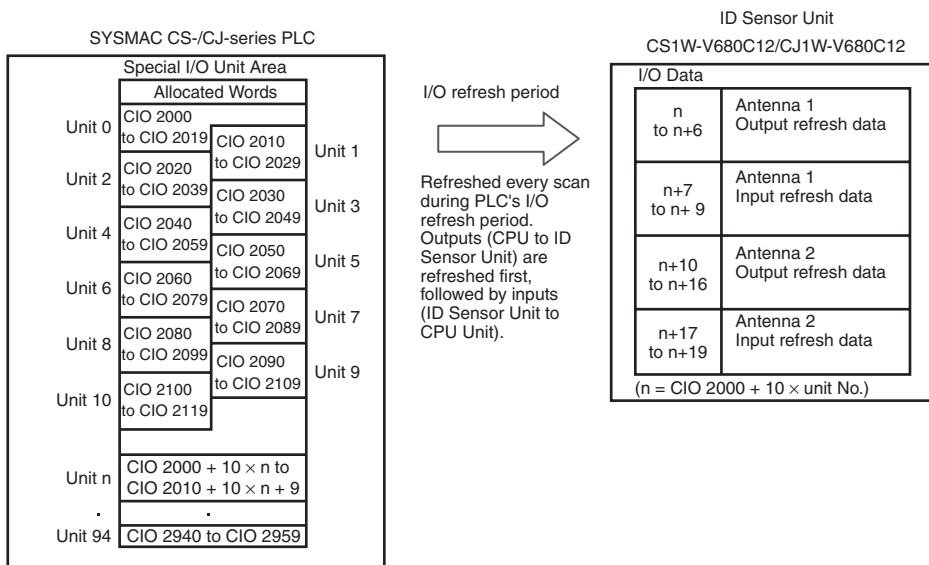 SYSMAC CS-/CJ-series PLC
Special I/O Unit Area
Allocated Words
Unit 0
CIO 2000
to CIO 2019
CIO 2010
to CIO 2029
Unit 1
Unit 2
CIO 2020
to CIO 2039
CIO 2030
to CIO 2049
Unit 3
Unit 4
CIO 2040
to CIO 2059
CIO 2050
to CIO 2069
Unit 5
Unit 6
CIO 2060
to CIO 2079
CIO 2070
to CIO 2089
Unit 7
Unit 8
CIO 2080
to CIO 2099
CIO 2090
to CIO 2109
Unit 9
Unit 10
CIO 2100
to CIO 2119
Unit n
CIO 2000 + 10 × n to
CIO 2010 + 10 × n + 9
. .
Unit 94
CIO 2940 to CIO 2959
I/O refresh period
Refreshed every scan
during PLC's I/O
refresh period.
Outputs (CPU to ID
Sensor Unit) are
refreshed first,
followed by inputs
(ID Sensor Unit to
CPU Unit).
ID Sensor Unit
CS1W-V680C12/CJ1W-V680C12
I/O Data
n
to n+6
Antenna 1
Output refresh data
n+7
to n+ 9
Antenna 1
Input refresh data
n+10
to n+16
Antenna 2
Output refresh data
n+17
to n+19
Antenna 2
Input refresh data
(n = CIO 2000 + 10 × unit No.)